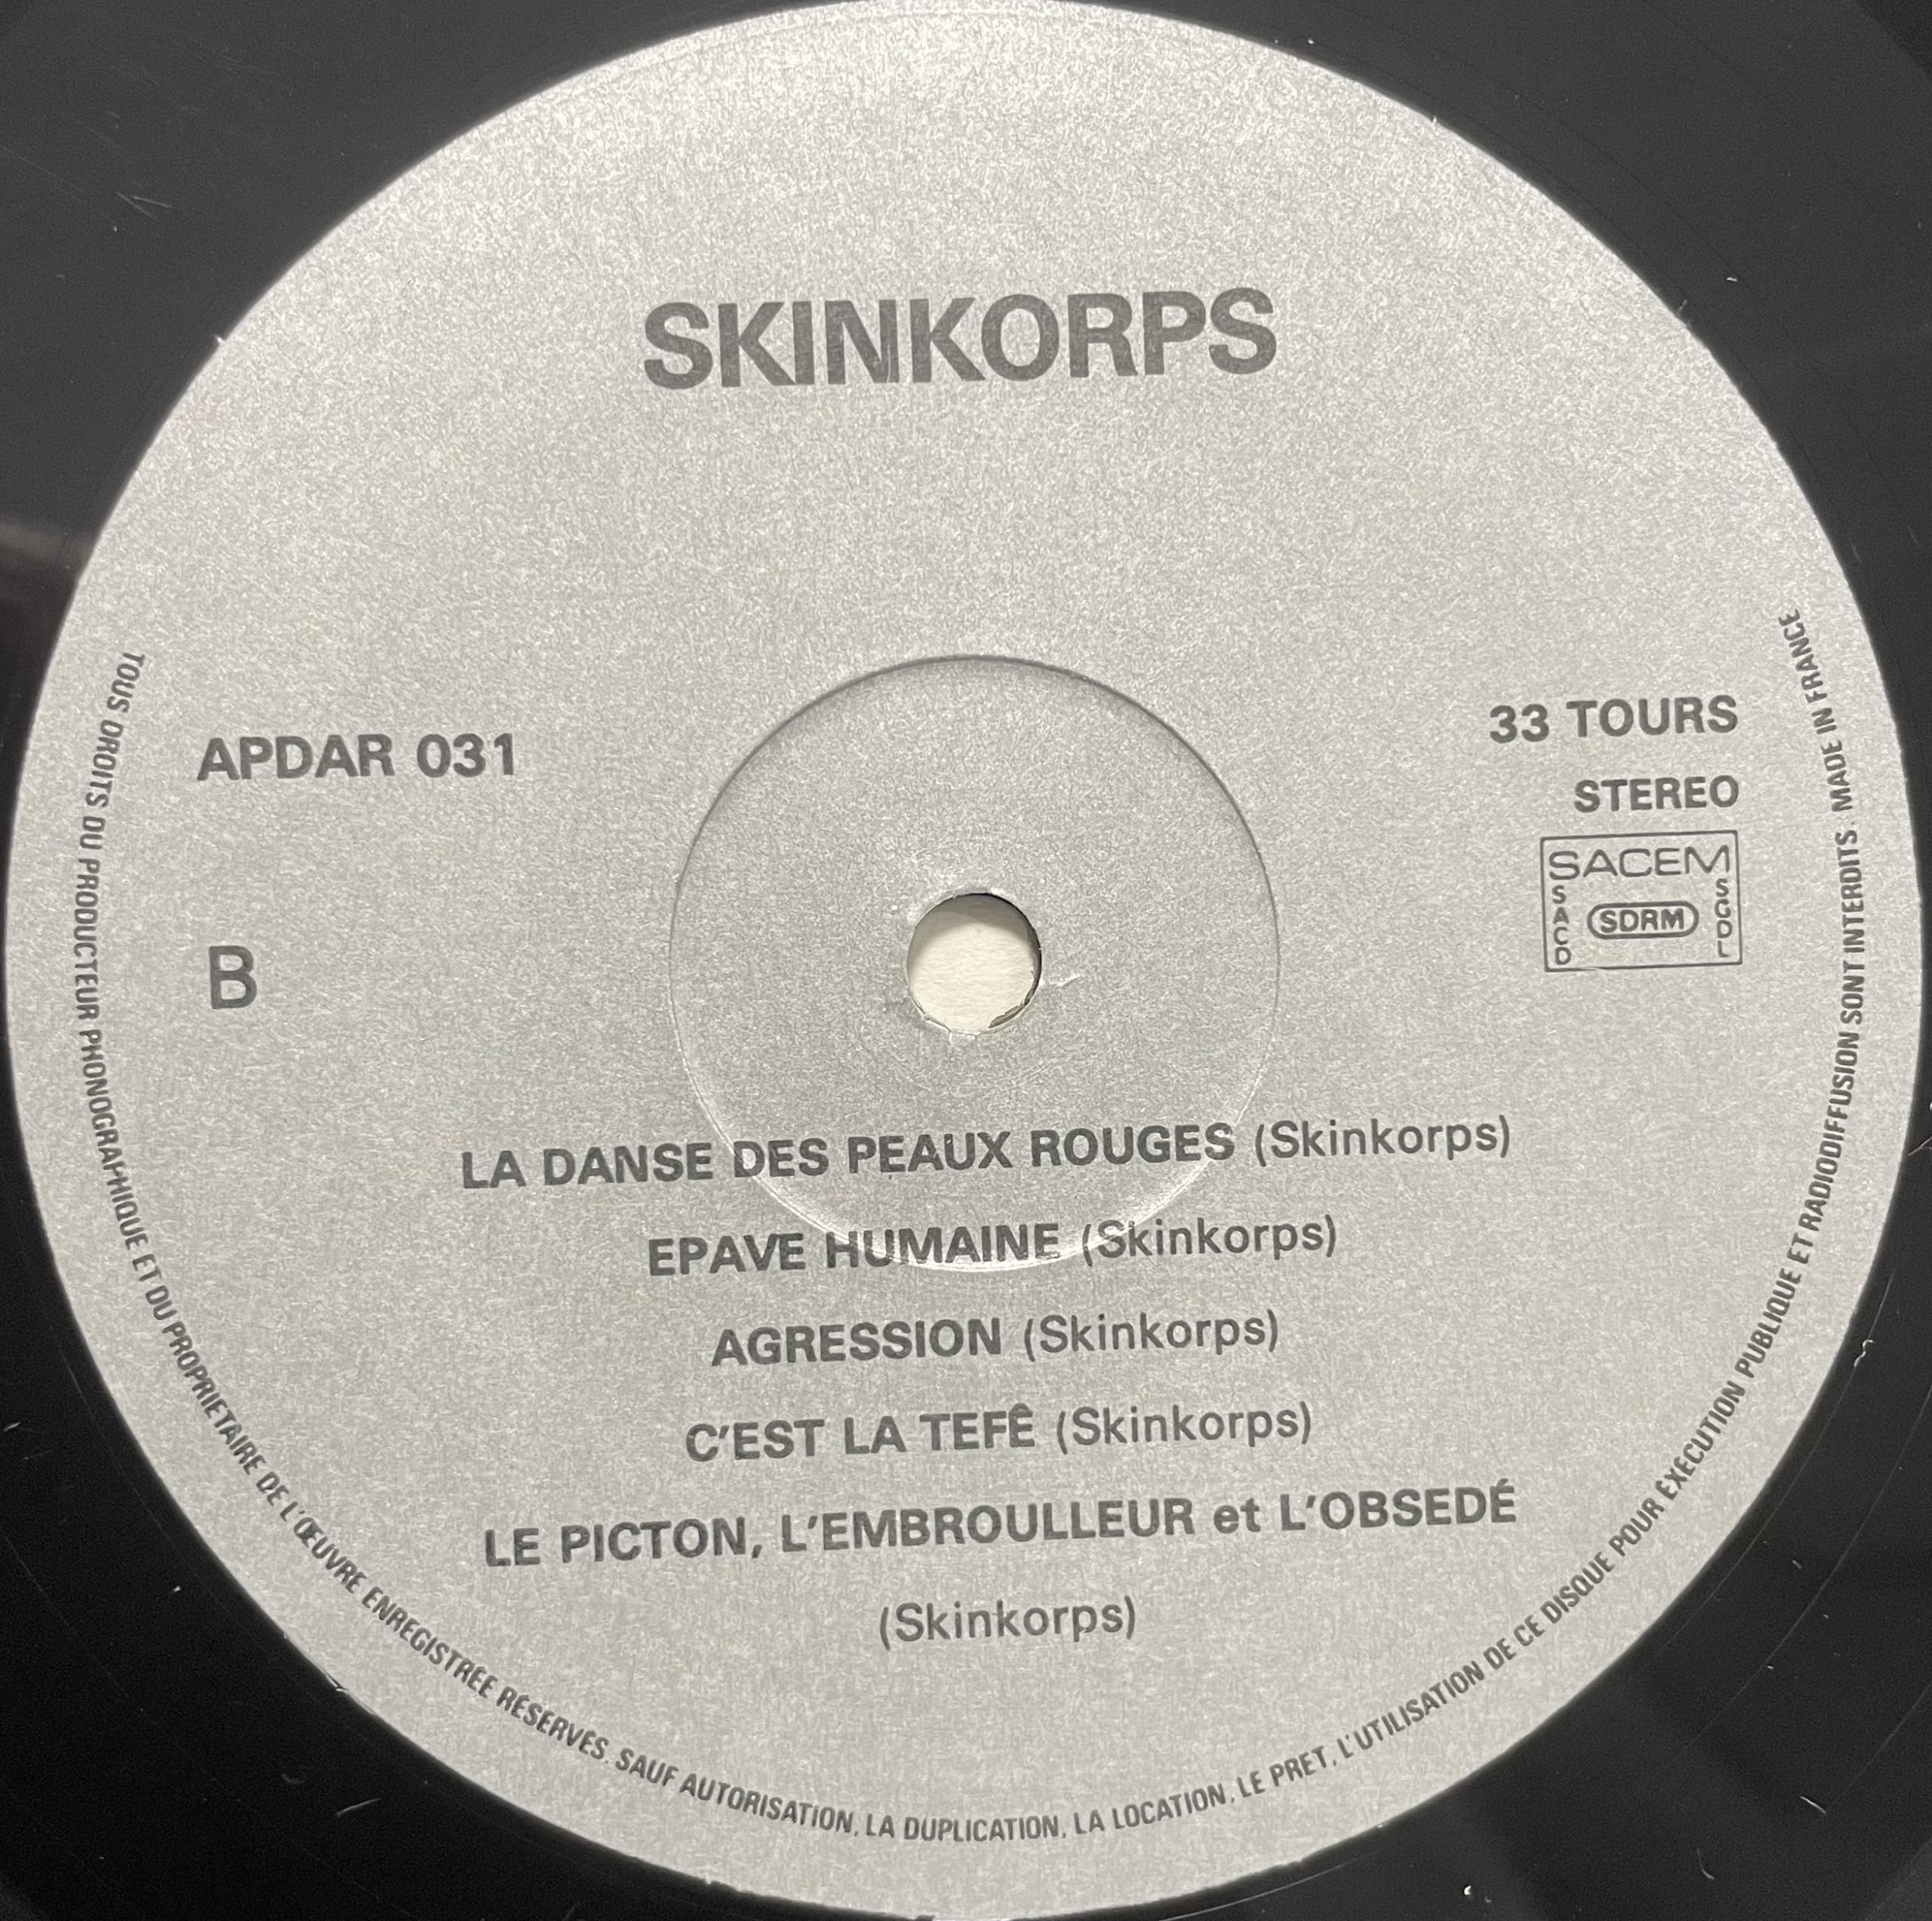 SKINKORPS
APDAR 031
33 TOURS
STEREO
SACEM
SACD
SDRM
SGDL
B
LA DANSE DES PEAUX ROUGES (Skinkorps)
EPAVE HUMAINE (Skinkorps)
AGRESSION (Skinkorps)
C'EST LA TEFÊ (Skinkorps)
LE PICTON, L'EMBROULLEUR et L'OBSEDÉ
(Skinkorps)
TOUS DROITS DU PRODUCTEUR PHONOGRAPHIQUE ET DU PROPRIETAIRE DE L'ŒUVRE ENREGISTRÉE RÉSERVÉS. SAUF AUTORISATION, LA DUPLICATION, LA LOCATION, LE PRET, L'UTILISATION DE CE DISQUE POUR ÉXÉCUTION PUBLIQUE ET RADIODIFFUSION SONT INTERDITS. MADE IN FRANCE